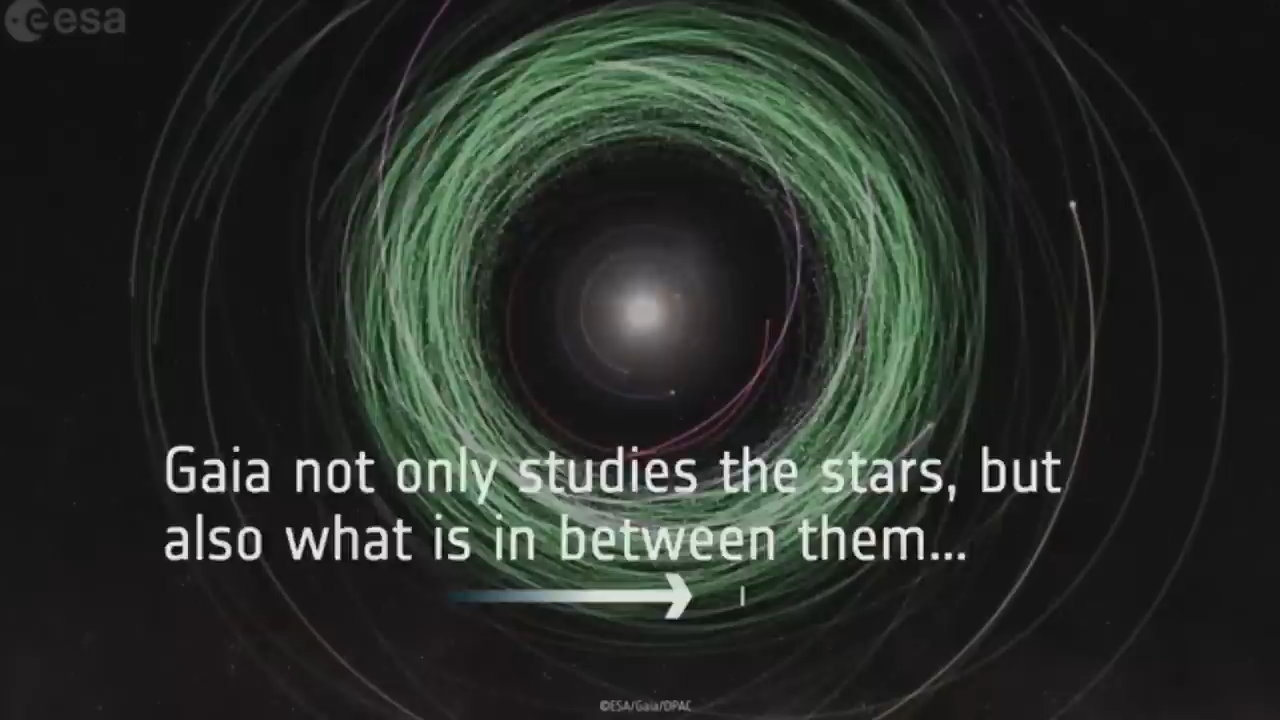 esa
Gaia not only studies the stars, but
also what is in between them...
©ESA/Gaia/DPAC